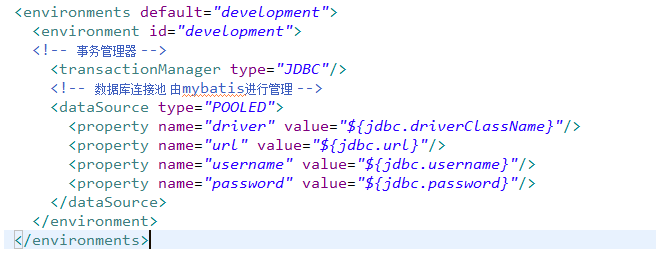 <environments default="development">
<environment id="development">
<!-- 事务管理器 -->
<transactionManager type="JDBC"/>
<!-- 数据库连接池 由mybatis进行管理 -->
<dataSource type="POOLED">
<property name="driver" value="${jdbc.driverClassName}"/>
<property name="url" value="${jdbc.url}"/>
<property name="username" value="${jdbc.username}"/>
<property name="password" value="${jdbc.password}"/>
</dataSource>
</environment>
</environments>